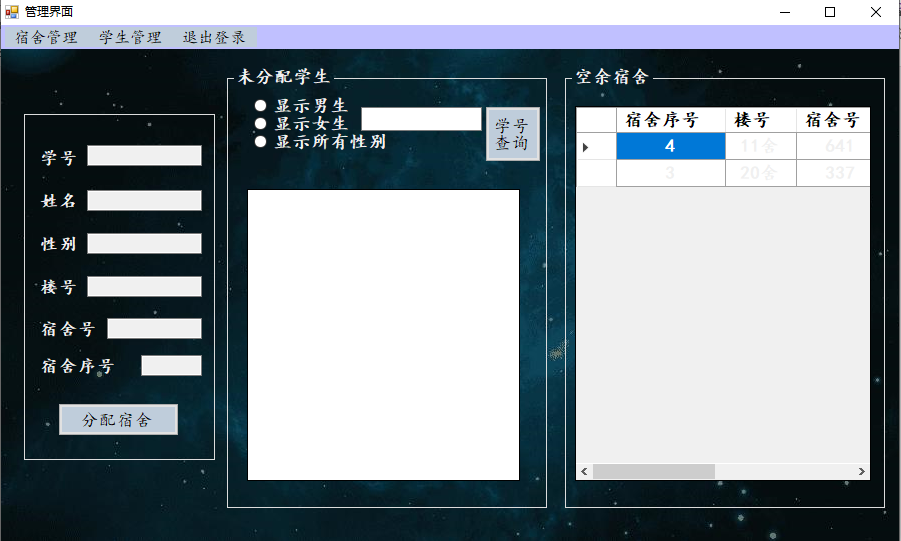 管理界面
宿舍管理 学生管理 退出登录
学号
姓名
性别
楼号
宿舍号
宿舍序号
分配宿舍
未分配学生
显示男生
显示女生
显示所有性别
学号
查询
空余宿舍
宿舍序号 楼号 宿舍号
4 11舍 641
3 20舍 337